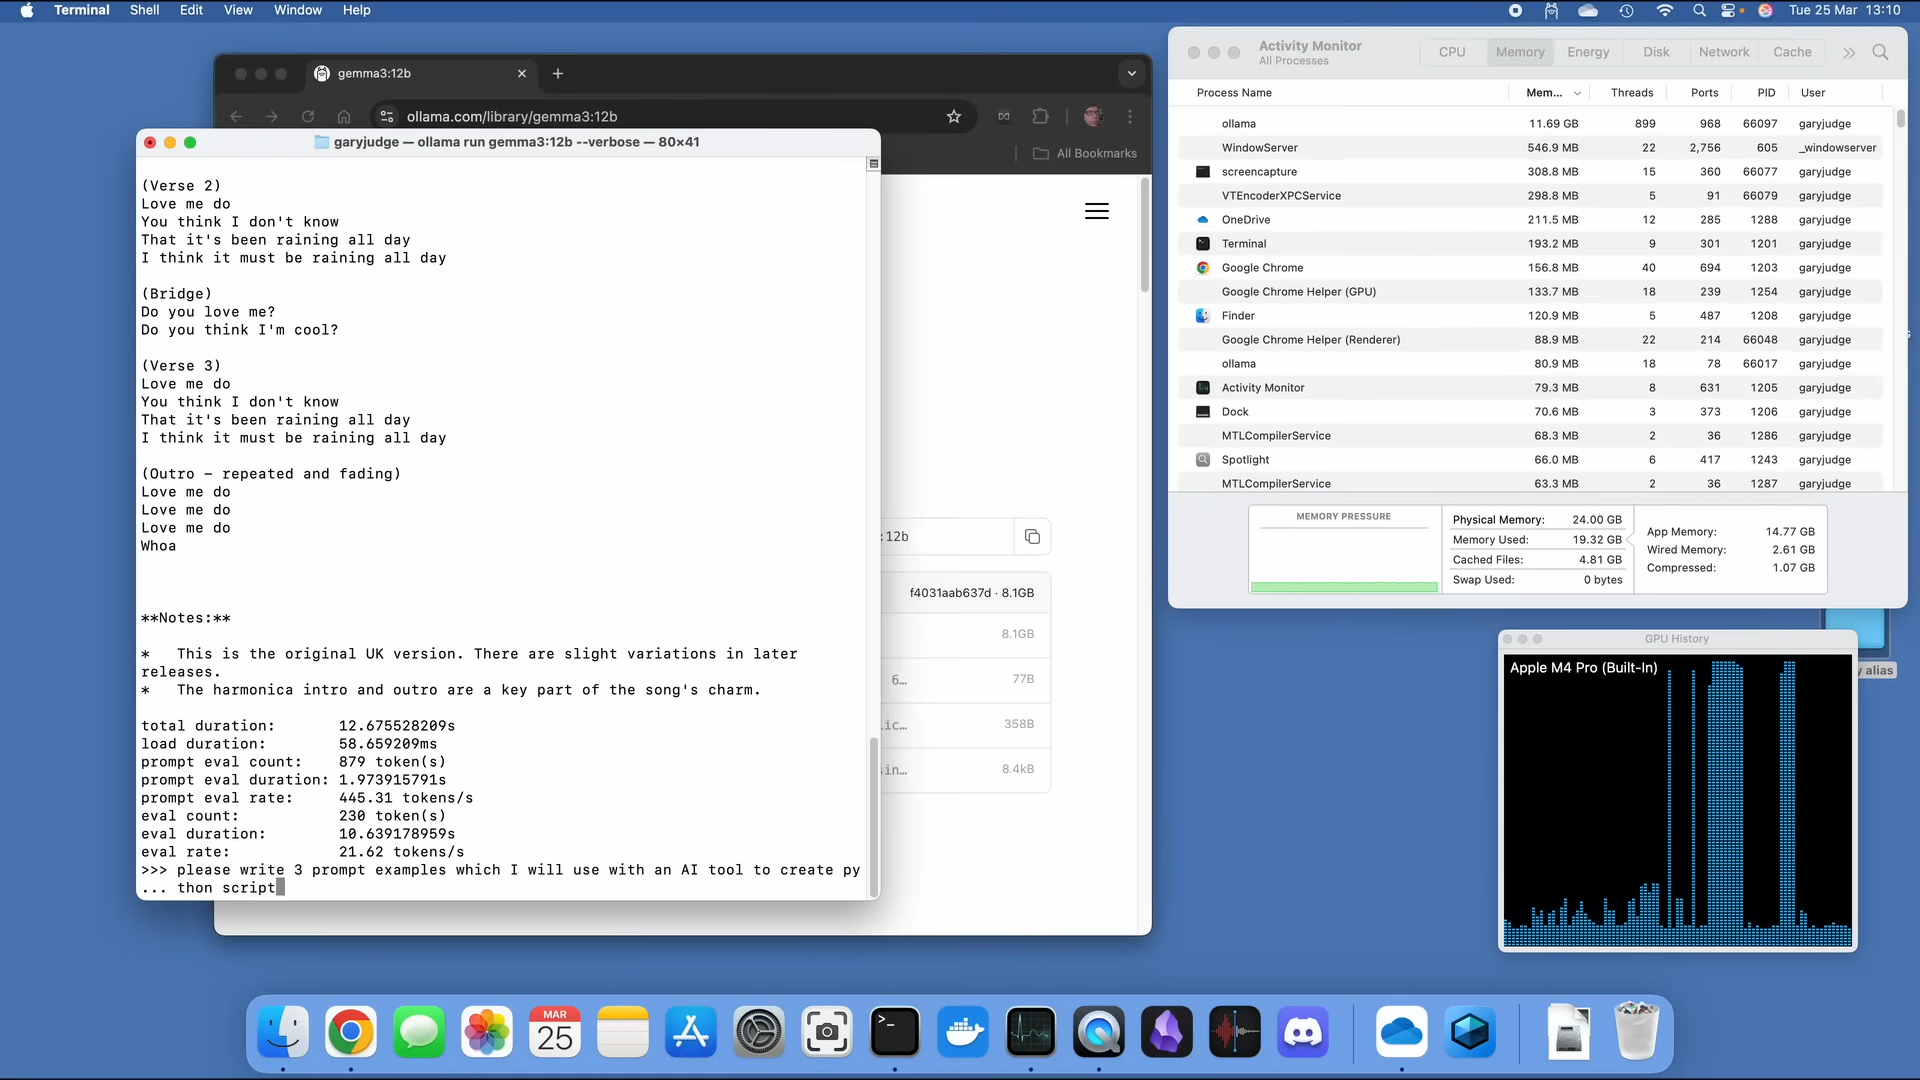 Terminal Shell Edit View Window Help
Tue 25 Mar 13:10
gemma3:12b
ollama.com/library/gemma3:12b
All Bookmarks
garyjudge — ollama run gemma3:12b --verbose — 80×41
(Verse 2)
Love me do
You think I don't know
That it's been raining all day
I think it must be raining all day
(Bridge)
Do you love me?
Do you think I'm cool?
(Verse 3)
Love me do
You think I don't know
That it's been raining all day
I think it must be raining all day
(Outro – repeated and fading)
Love me do
Love me do
Love me do
Whoa
**Notes:**
* This is the original UK version. There are slight variations in later
releases.
* The harmonica intro and outro are a key part of the song's charm.
total duration: 12.675528209s
load duration: 58.659209ms
prompt eval count: 879 token(s)
prompt eval duration: 1.973915791s
prompt eval rate: 445.31 tokens/s
eval count: 230 token(s)
eval duration: 10.639178959s
eval rate: 21.62 tokens/s
>>> please write 3 prompt examples which I will use with an AI tool to create py
... thon script
:12b
f4031aab637d · 8.1GB
8.1GB
6… 77B
ic… 358B
in… 8.4kB
Activity Monitor
All Processes
CPU Memory Energy Disk Network Cache
Process Name Mem... Threads Ports PID User
ollama 11.69 GB 899 968 66097 garyjudge
WindowServer 546.9 MB 22 2,756 605 _windowserver
screencapture 308.8 MB 15 360 66077 garyjudge
VTEncoderXPCService 298.8 MB 5 91 66079 garyjudge
OneDrive 211.5 MB 12 285 1288 garyjudge
Terminal 193.2 MB 9 301 1201 garyjudge
Google Chrome 156.8 MB 40 694 1203 garyjudge
Google Chrome Helper (GPU) 133.7 MB 18 239 1254 garyjudge
Finder 120.9 MB 5 487 1208 garyjudge
Google Chrome Helper (Renderer) 88.9 MB 22 214 66048 garyjudge
ollama 80.9 MB 18 78 66017 garyjudge
Activity Monitor 79.3 MB 8 631 1205 garyjudge
Dock 70.6 MB 3 373 1206 garyjudge
MTLCompilerService 68.3 MB 2 36 1286 garyjudge
Spotlight 66.0 MB 6 417 1243 garyjudge
MTLCompilerService 63.3 MB 2 36 1287 garyjudge
MEMORY PRESSURE
Physical Memory: 24.00 GB
Memory Used: 19.32 GB
Cached Files: 4.81 GB
Swap Used: 0 bytes
App Memory: 14.77 GB
Wired Memory: 2.61 GB
Compressed: 1.07 GB
GPU History
Apple M4 Pro (Built-In)
y alias
MAR
25